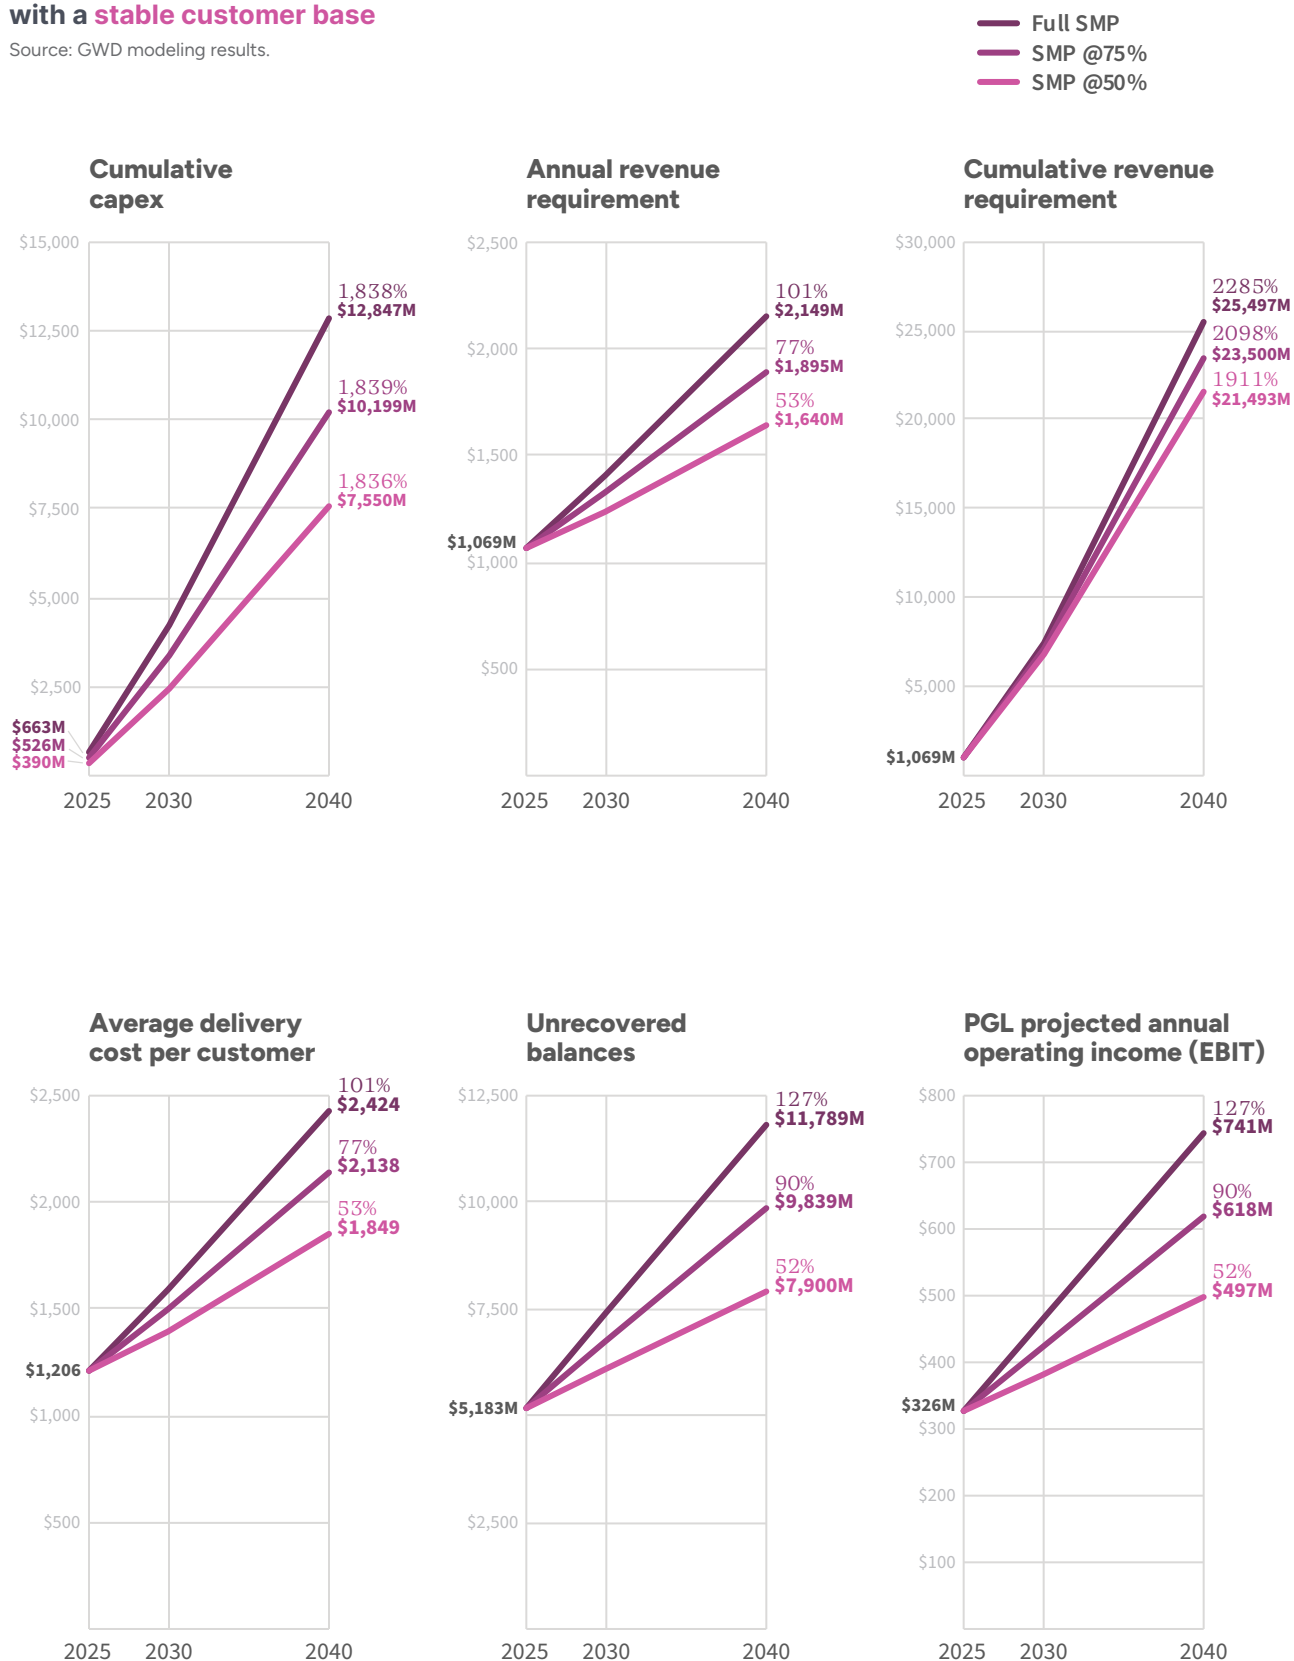 with a stable customer base
Source: GWD modeling results.
Full SMP
SMP @75%
SMP @50%
Cumulative
capex
$15,000
$12,500
$10,000
$7,500
$5,000
$2,500
1,838%
$12,847M
1,839%
$10,199M
1,836%
$7,550M
$663M
$526M
$390M
2025 2030 2040
Annual revenue
requirement
$2,500
$2,000
$1,500
$1,000
$500
101%
$2,149M
77%
$1,895M
53%
$1,640M
$1,069M
2025 2030 2040
Cumulative revenue
requirement
$30,000
$25,000
$20,000
$15,000
$10,000
$5,000
2285%
$25,497M
2098%
$23,500M
1911%
$21,493M
$1,069M
2025 2030 2040
Average delivery
cost per customer
$2,500
$2,000
$1,500
$1,000
$500
101%
$2,424
77%
$2,138
53%
$1,849
$1,206
2025 2030 2040
Unrecovered
balances
$12,500
$10,000
$7,500
$2,500
127%
$11,789M
90%
$9,839M
52%
$7,900M
$5,183M
2025 2030 2040
PGL projected annual
operating income (EBIT)
$800
$700
$600
$500
$400
$300
$200
$100
127%
$741M
90%
$618M
52%
$497M
$326M
2025 2030 2040